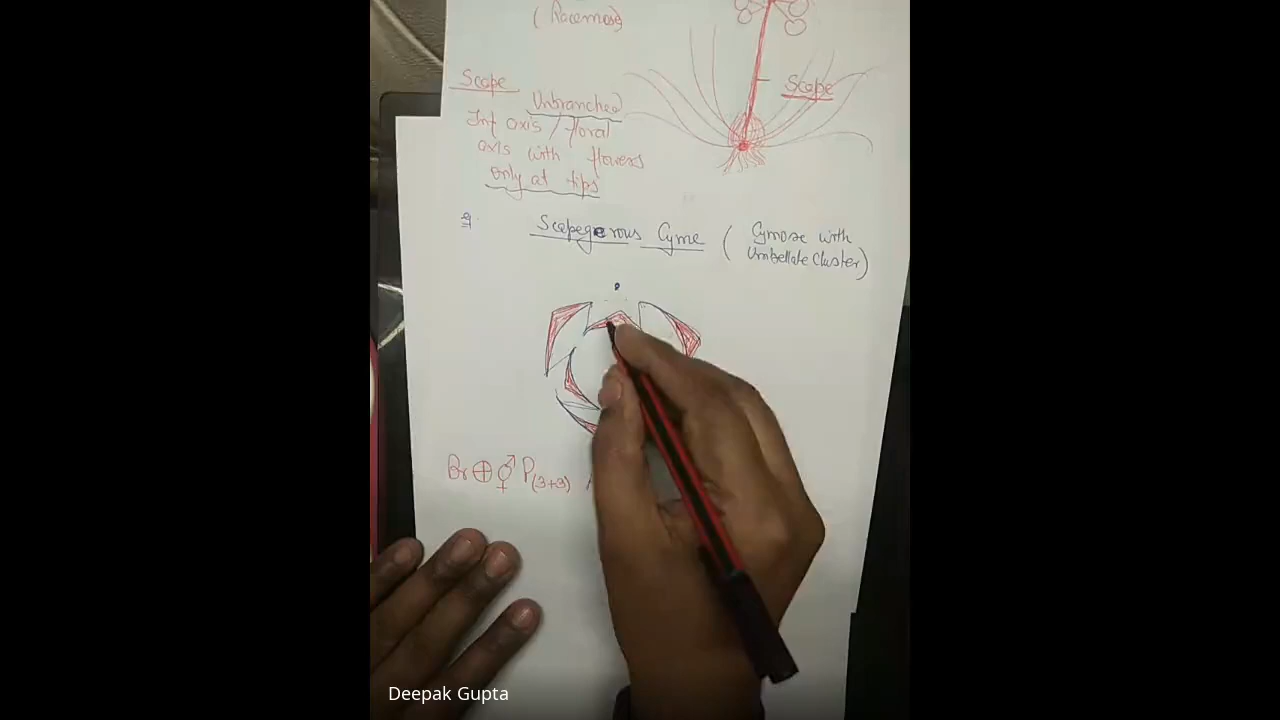 (Racemose)
Scape
Unbranched
Inf axis / floral
axis with flowers
only at tips
Scape
eg.
Scapegerous Cyme ( Cymose with
Umbellate Cluster)
Br ⊕ ⚥ P(3+3)
Deepak Gupta